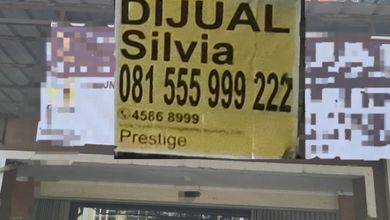 DIJUAL
Silvia
081 555 999 222
4586 8999
Prestige